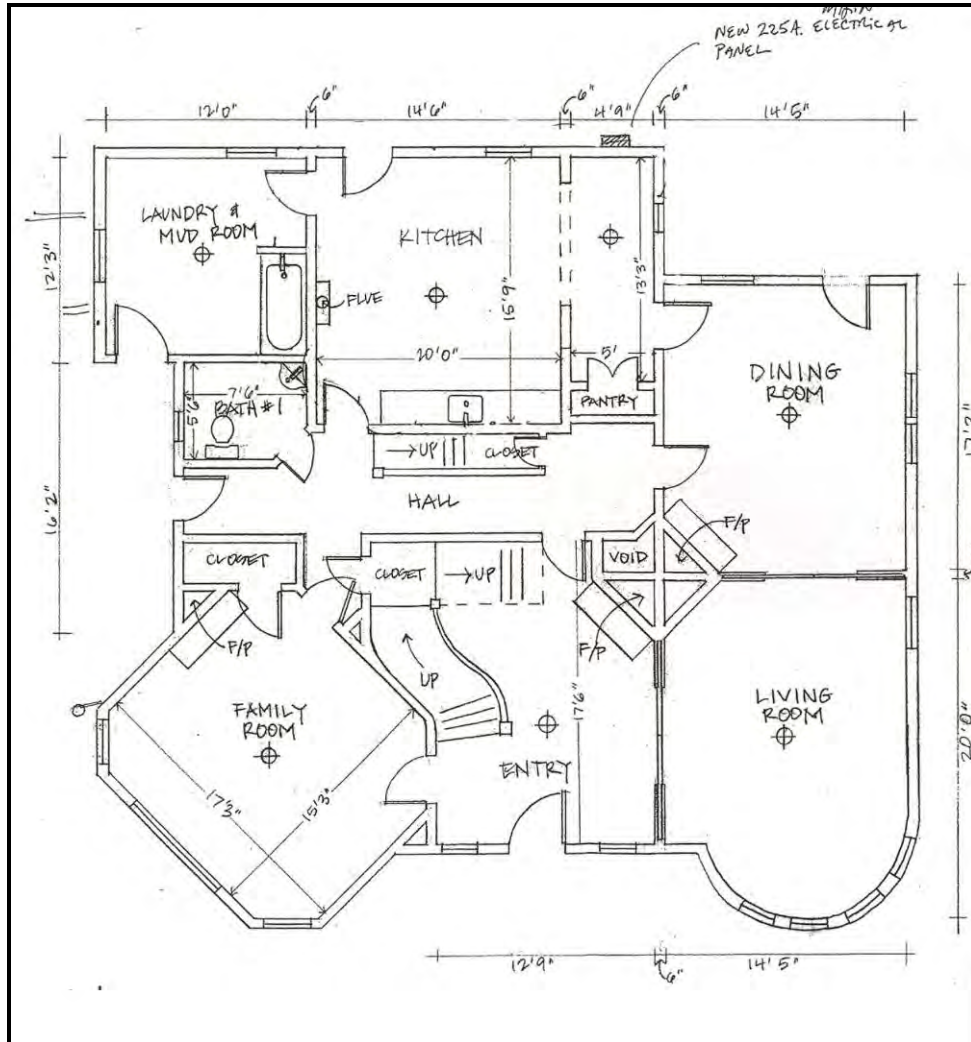 MAIN
NEW 225A. ELECTRICAL
PANEL
12'0"
6"
14'6"
6"
4'9"
6"
14'5"
LAUNDRY &
MUD ROOM
KITCHEN
12'3"
FLUE
15'9"
13'3"
20'0"
5'
DINING
ROOM
17'2"
7'6"
5'6"
BATH #1
PANTRY
UP
CLOSET
HALL
16'2"
F/P
CLOSET
CLOSET
UP
VOID
F/P
F/P
UP
FAMILY
ROOM
17'6"
LIVING
ROOM
20'0"
ENTRY
17'3"
15'3"
12'9"
6"
14'5"